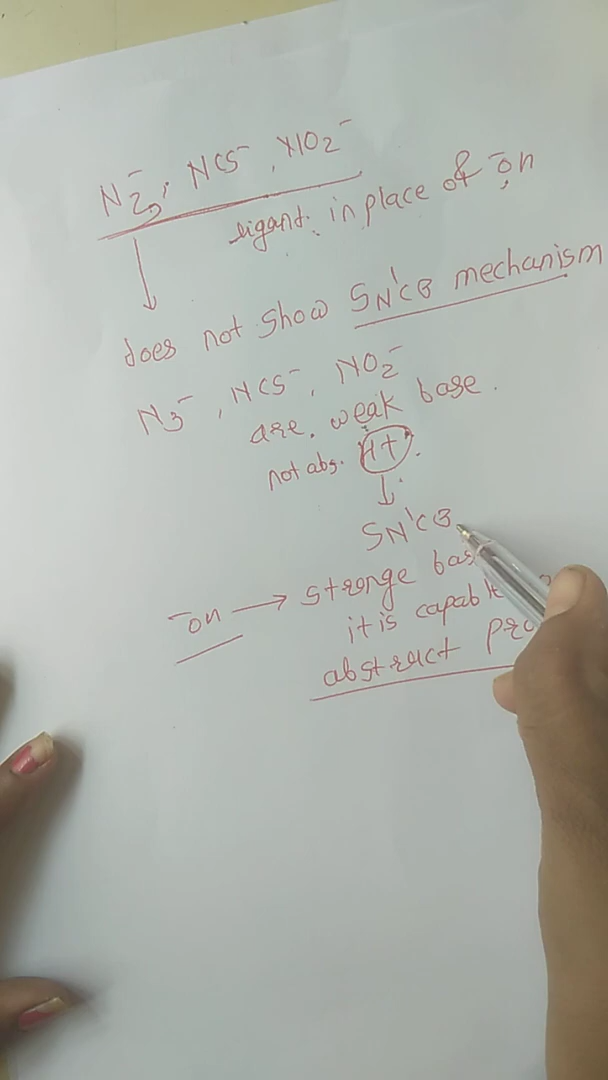 N3⁻, NCS⁻, NO2⁻
ligand in place of ⁻OH
does not show SN¹CB mechanism
N3⁻, NCS⁻, NO2⁻
are weak base.
not abs. H+.
↓
SN¹CB
⁻OH → stronge
it is
abstract